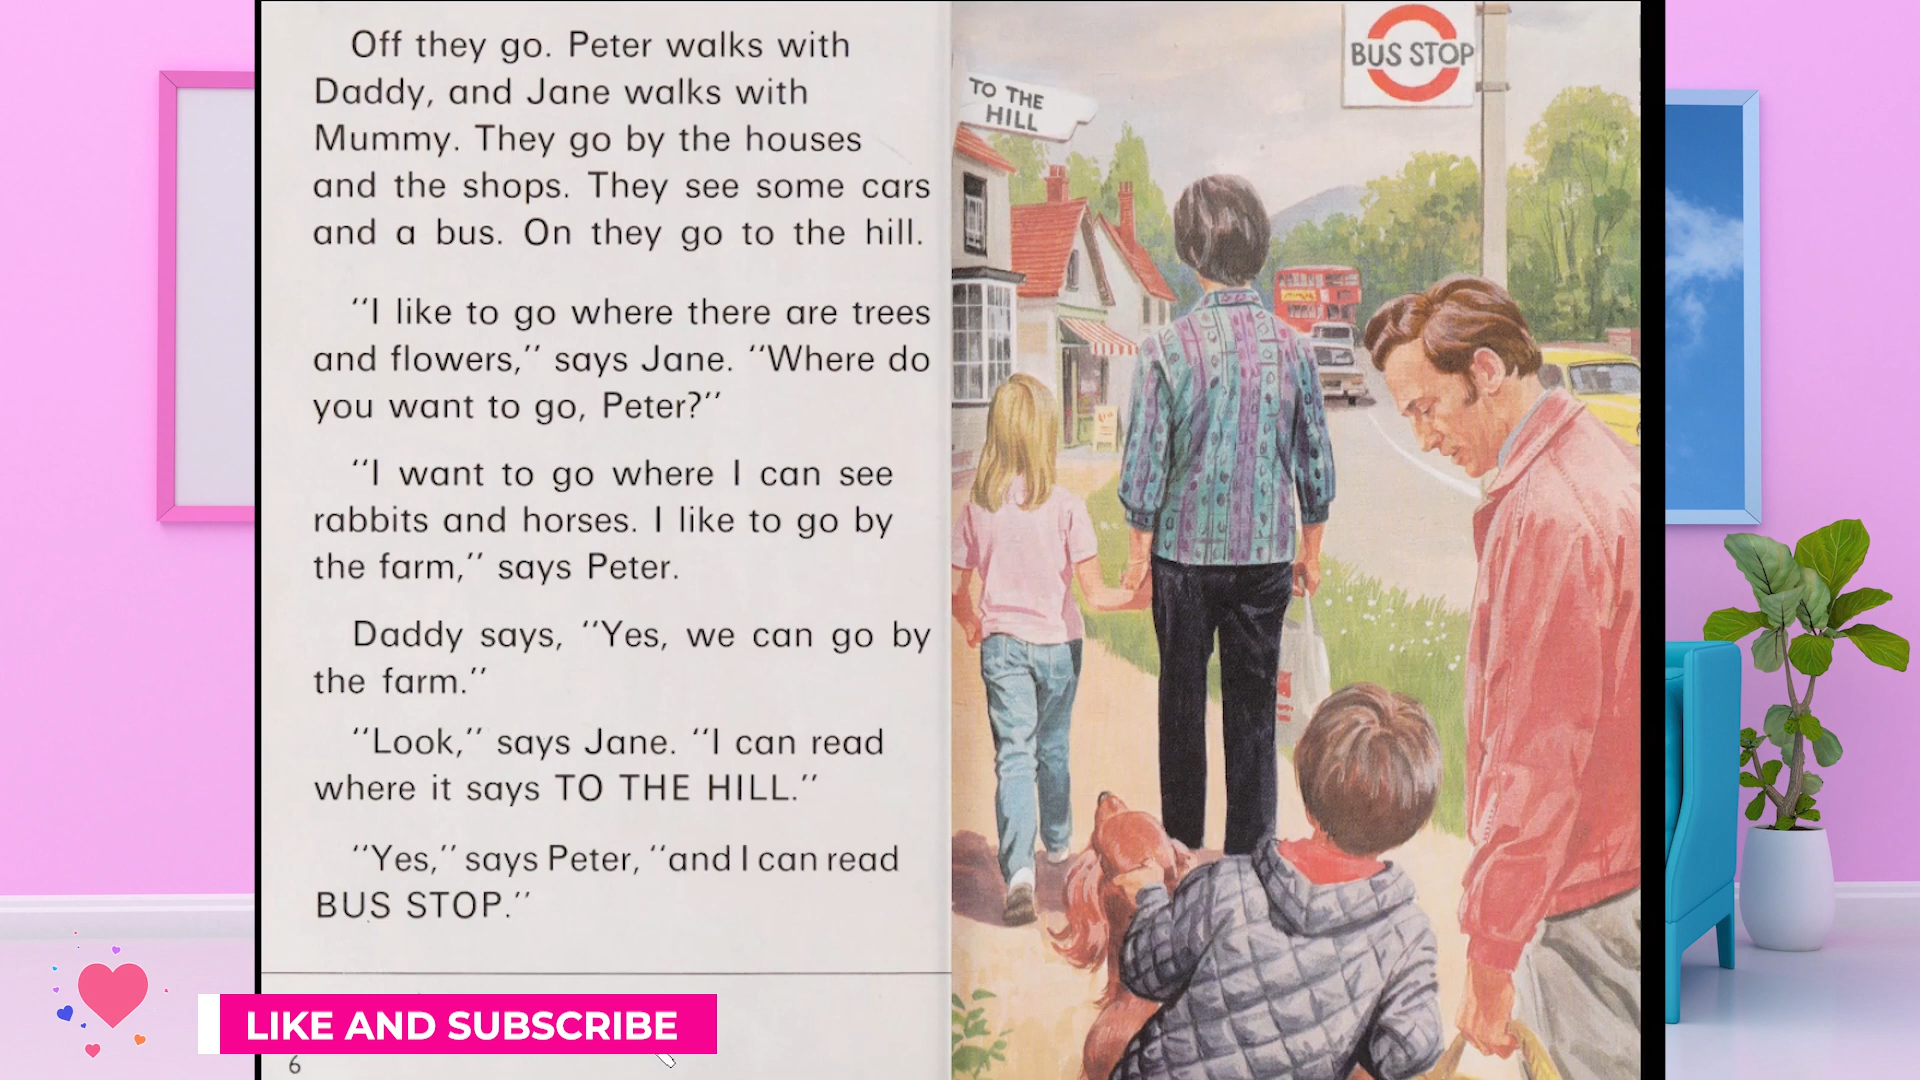 Off they go. Peter walks with
Daddy, and Jane walks with
Mummy. They go by the houses
and the shops. They see some cars
and a bus. On they go to the hill.
"I like to go where there are trees
and flowers," says Jane. "Where do
you want to go, Peter?"
"I want to go where I can see
rabbits and horses. I like to go by
the farm," says Peter.
Daddy says, "Yes, we can go by
the farm."
"Look," says Jane. "I can read
where it says TO THE HILL."
"Yes," says Peter, "and I can read
BUS STOP."
6
TO THE
HILL
BUS STOP
LIKE AND SUBSCRIBE